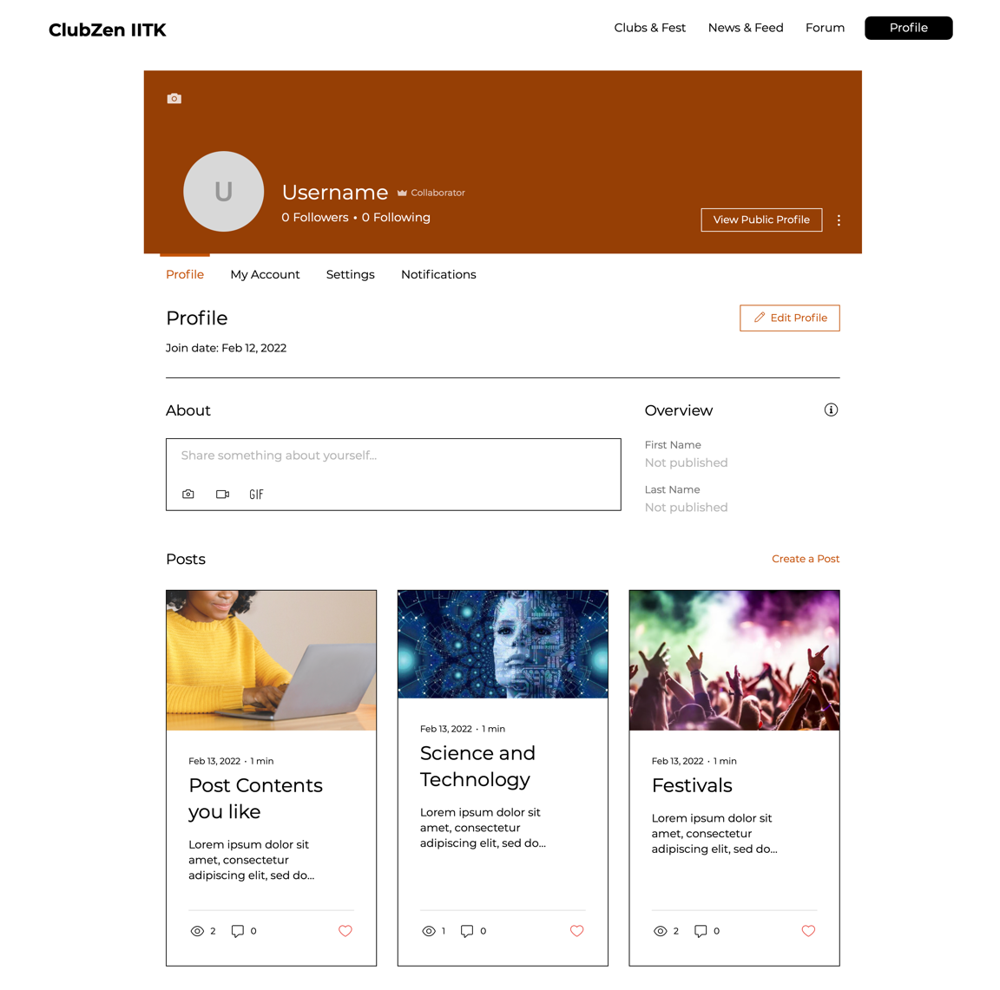 ClubZen IITK
Clubs & Fest
News & Feed
Forum
Profile
U
Username
Collaborator
0 Followers • 0 Following
View Public Profile
Profile
My Account
Settings
Notifications
Profile
Edit Profile
Join date: Feb 12, 2022
About
Share something about yourself...
GIF
Overview
First Name
Not published
Last Name
Not published
Posts
Create a Post
Feb 13, 2022 · 1 min
Post Contents
you like
Lorem ipsum dolor sit
amet, consectetur
adipiscing elit, sed do...
2
0
Feb 13, 2022 · 1 min
Science and
Technology
Lorem ipsum dolor sit
amet, consectetur
adipiscing elit, sed do...
1
0
Feb 13, 2022 · 1 min
Festivals
Lorem ipsum dolor sit
amet, consectetur
adipiscing elit, sed do...
2
0